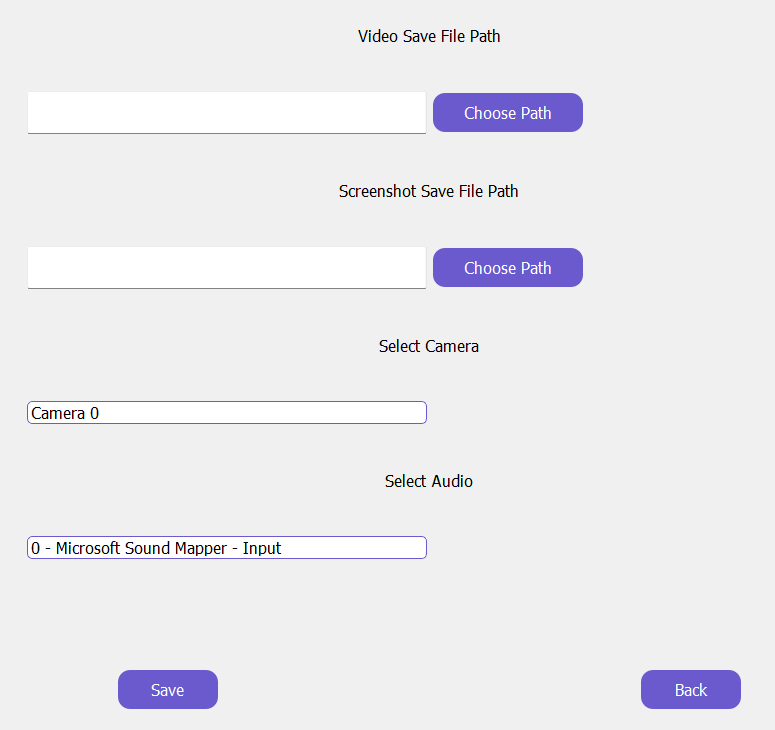 Video Save File Path
Choose Path
Screenshot Save File Path
Choose Path
Select Camera
Camera 0
Select Audio
0 - Microsoft Sound Mapper - Input
Save
Back